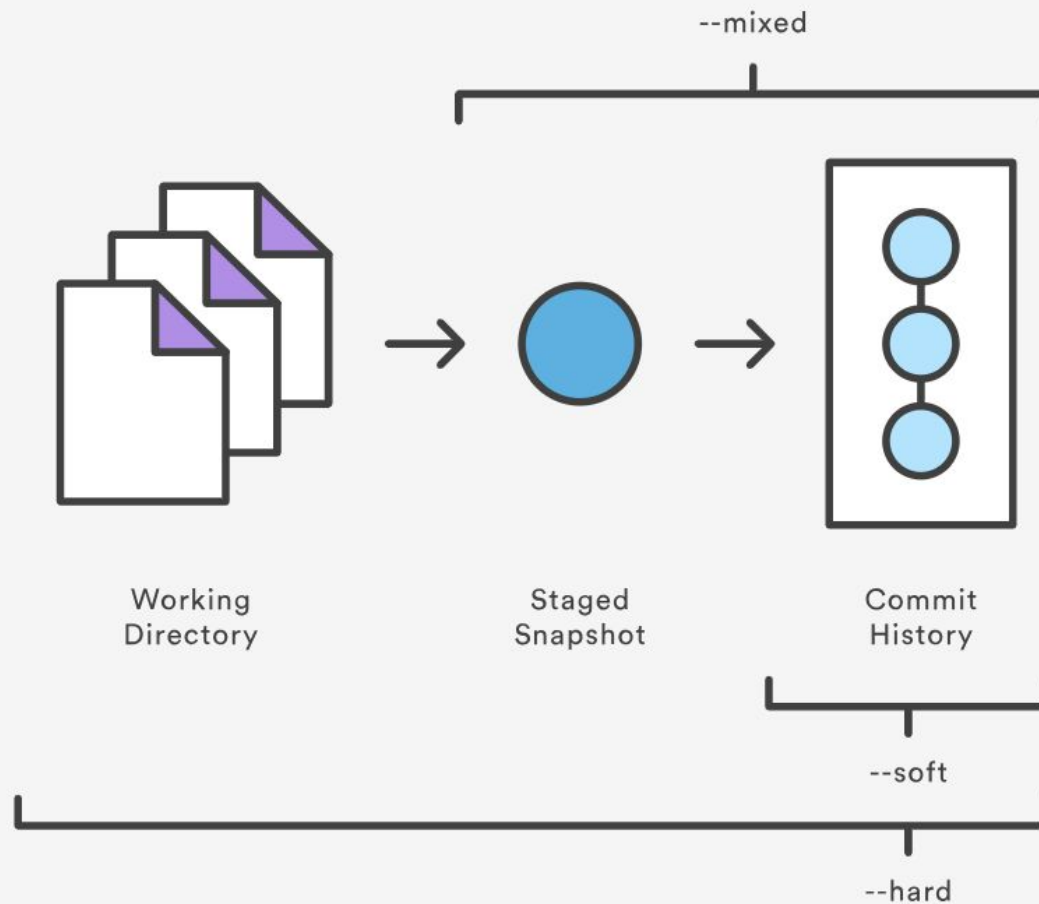 --mixed
Working
Directory
Staged
Snapshot
Commit
History
--soft
--hard